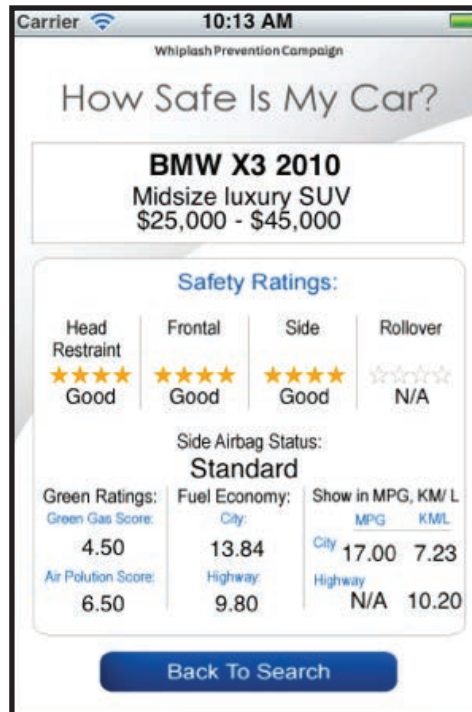 Carrier 10:13 AM
Whiplash Prevention Campaign
How Safe Is My Car?
BMW X3 2010
Midsize luxury SUV
$25,000 - $45,000
Safety Ratings:
Head Restraint
Good
Frontal
Good
Side
Good
Rollover
N/A
Side Airbag Status:
Standard
Green Ratings:
Green Gas Score:
4.50
Air Polution Score:
6.50
Fuel Economy:
City:
13.84
Highway:
9.80
Show in MPG, KM/ L
MPG KM/L
City 17.00 7.23
Highway
N/A 10.20
Back To Search